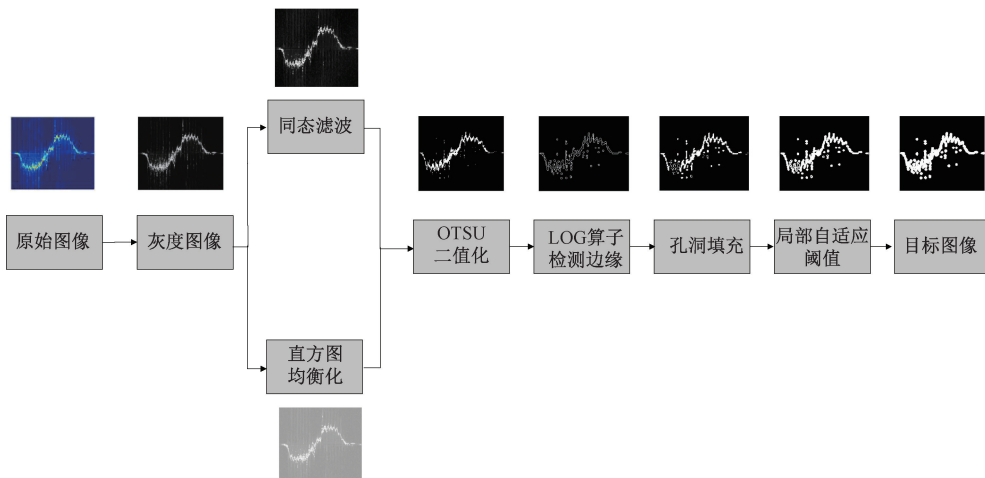 同态滤波
原始图像
灰度图像
OTSU
二值化
LOG算子
检测边缘
孔洞填充
局部自适应
阈值
目标图像
直方图
均衡化